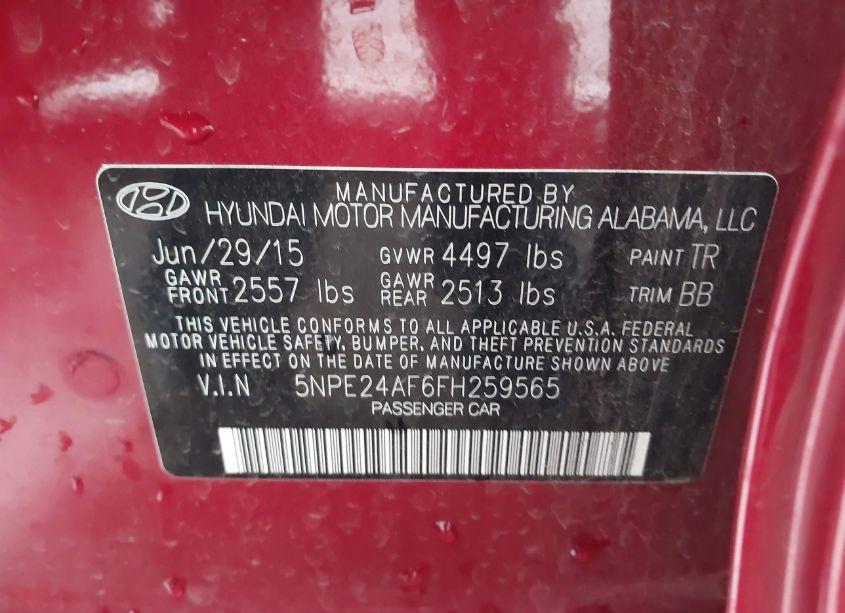 MANUFACTURED BY
HYUNDAI MOTOR MANUFACTURING ALABAMA, LLC
Jun/29/15 GVWR 4497 lbs PAINT TR
GAWR FRONT 2557 lbs GAWR REAR 2513 lbs TRIM BB
THIS VEHICLE CONFORMS TO ALL APPLICABLE U.S.A. FEDERAL
MOTOR VEHICLE SAFETY, BUMPER, AND THEFT PREVENTION STANDARDS
IN EFFECT ON THE DATE OF MANUFACTURE SHOWN ABOVE
V.I.N 5NPE24AF6FH259565
PASSENGER CAR